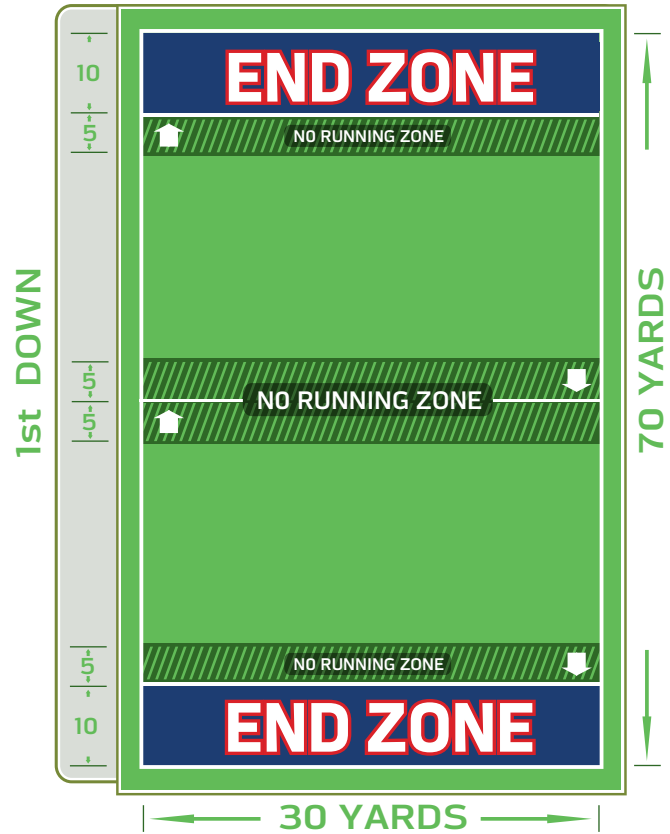 END ZONE
10
5
NO RUNNING ZONE
1st DOWN
70 YARDS
5
5
NO RUNNING ZONE
5
NO RUNNING ZONE
10
END ZONE
30 YARDS